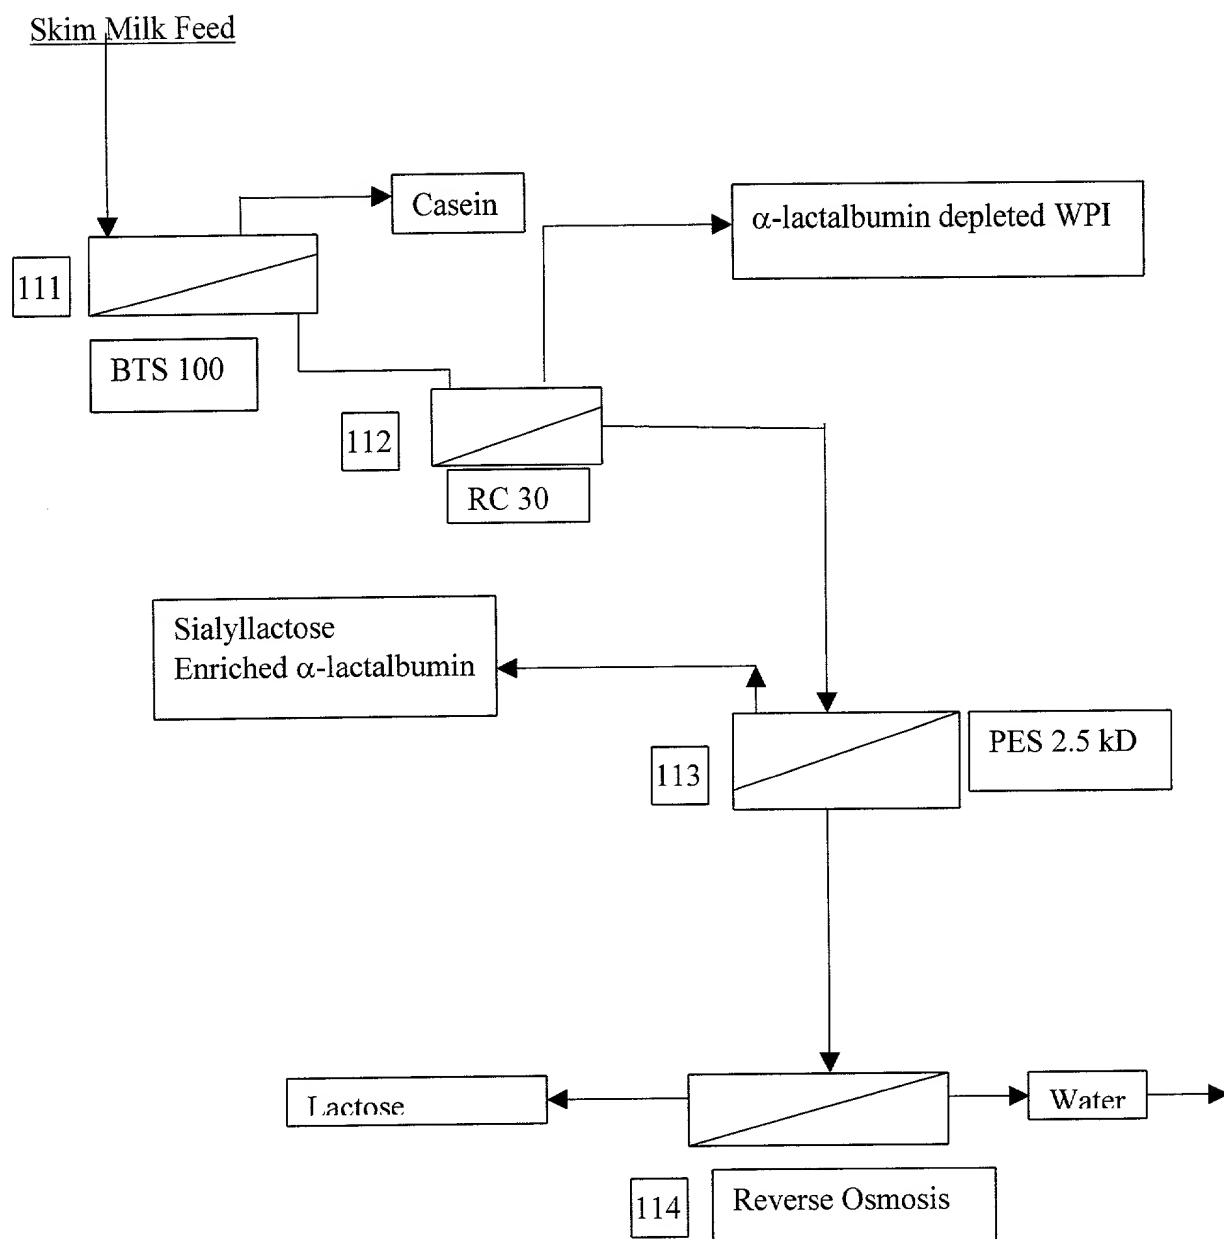 Skim Milk Feed
Casein
α-lactalbumin depleted WPI
111
BTS 100
112
RC 30
Sialyllactose
Enriched α-lactalbumin
PES 2.5 kD
113
Lactose
Water
114
Reverse Osmosis